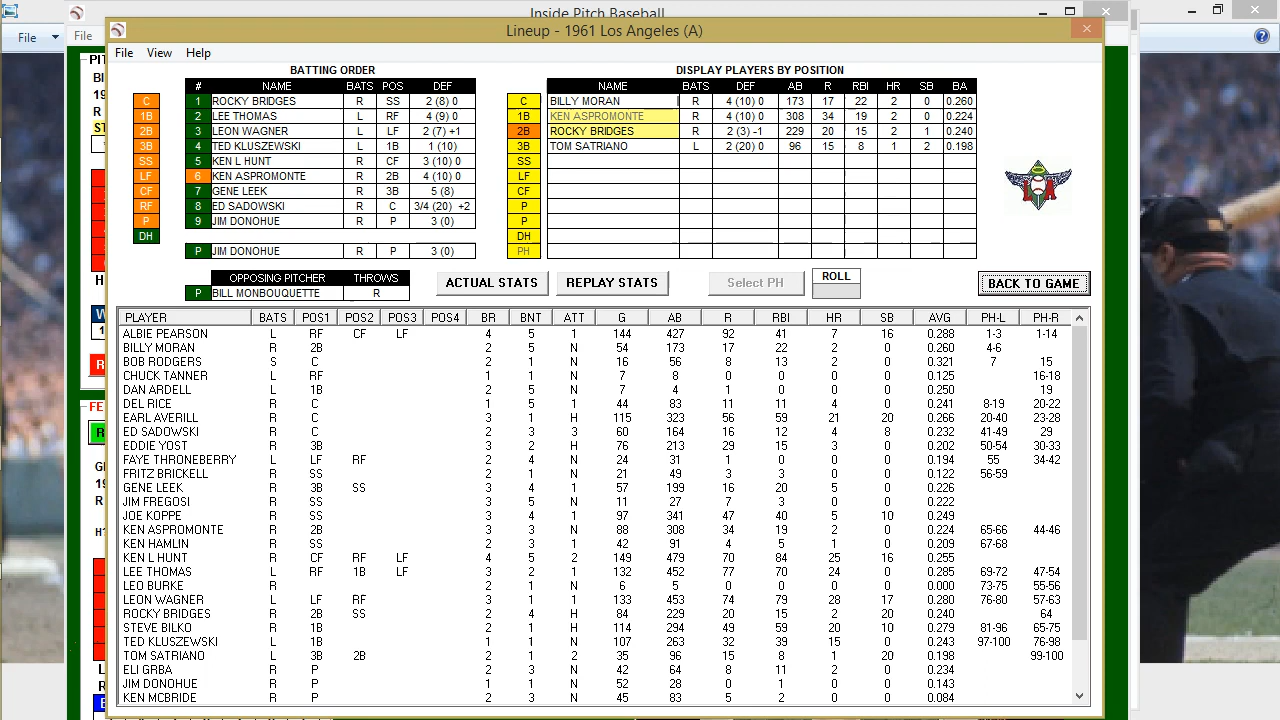 Inside Pitch Baseball
File
File
Lineup - 1961 Los Angeles (A)
File View Help
BATTING ORDER
# NAME BATS POS DEF
C 1 ROCKY BRIDGES R SS 2 (8) 0
1B 2 LEE THOMAS L RF 4 (9) 0
2B 3 LEON WAGNER L LF 2 (7) +1
3B 4 TED KLUSZEWSKI L 1B 1 (10)
SS 5 KEN L HUNT R CF 3 (10) 0
LF 6 KEN ASPROMONTE R 2B 4 (10) 0
CF 7 GENE LEEK R 3B 5 (8)
RF 8 ED SADOWSKI R C 3/4 (20) +2
P 9 JIM DONOHUE R P 3 (0)
DH
P JIM DONOHUE R P 3 (0)
OPPOSING PITCHER THROWS
P BILL MONBOUQUETTE R
DISPLAY PLAYERS BY POSITION
NAME BATS DEF AB R RBI HR SB BA
C BILLY MORAN R 4 (10) 0 173 17 22 2 0 0.260
1B KEN ASPROMONTE R 4 (10) 0 308 34 19 2 0 0.224
2B ROCKY BRIDGES R 2 (3) -1 229 20 15 2 1 0.240
3B TOM SATRIANO L 2 (20) 0 96 15 8 1 2 0.198
SS
LF
CF
P
P
DH
PH
ACTUAL STATS REPLAY STATS Select PH ROLL BACK TO GAME
PLAYER BATS POS1 POS2 POS3 POS4 BR BNT ATT G AB R RBI HR SB AVG PH-L PH-R
ALBIE PEARSON L RF CF LF 4 5 1 144 427 92 41 7 16 0.288 1-3 1-14
BILLY MORAN R 2B 2 5 N 54 173 17 22 2 0 0.260 4-6
BOB RODGERS S C 2 1 N 16 56 8 13 2 0 0.321 7 15
CHUCK TANNER L RF 2 1 N 7 8 0 0 0 0 0.125 16-18
DAN ARDELL L 1B 2 5 N 7 4 1 0 0 0 0.250 19
DEL RICE R C 1 5 1 44 83 11 11 4 0 0.241 8-19 20-22
EARL AVERILL R C 3 1 H 115 323 56 59 21 20 0.266 20-40 23-28
ED SADOWSKI R C 2 3 3 60 164 16 12 4 8 0.232 41-49 29
EDDIE YOST R 3B 3 2 H 76 213 29 15 3 0 0.202 50-54 30-33
FAYE THRONEBERRY L LF RF 2 4 N 24 31 1 0 0 0 0.194 55 34-42
FRITZ BRICKELL R SS 2 1 N 21 49 3 3 0 0 0.122 56-59
GENE LEEK R 3B SS 3 4 1 57 199 16 20 5 0 0.226
JIM FREGOSI R SS 3 5 N 11 27 7 3 0 0 0.222
JOE KOPPE R SS 3 4 1 97 341 47 40 5 10 0.249
KEN ASPROMONTE R 2B 3 3 N 88 308 34 19 2 0 0.224 65-66 44-46
KEN HAMLIN R SS 2 3 1 42 91 4 5 1 0 0.209 67-68
KEN L HUNT R CF RF LF 4 5 2 149 479 70 84 25 16 0.255
LEE THOMAS L RF 1B LF 3 2 1 132 452 77 70 24 0 0.285 69-72 47-54
LEO BURKE R 2 1 N 6 5 0 0 0 0 0.000 73-75 55-56
LEON WAGNER L LF RF 3 1 1 133 453 74 79 28 17 0.280 76-80 57-63
ROCKY BRIDGES R 2B SS 2 4 H 84 229 20 15 2 10 0.240 64
STEVE BILKO R 1B 2 1 H 114 294 49 59 20 10 0.279 81-96 65-75
TED KLUSZEWSKI L 1B 2 1 N 107 263 32 39 15 0 0.243 97-100 76-98
TOM SATRIANO L 3B 2B 2 1 2 35 96 15 8 1 20 0.198 99-100
ELI GRBA R P 2 3 N 42 64 8 11 2 0 0.234
JIM DONOHUE R P 1 1 N 52 28 0 1 0 0 0.143
KEN MCBRIDE R P 3 1 N 45 83 5 2 0 0 0.084